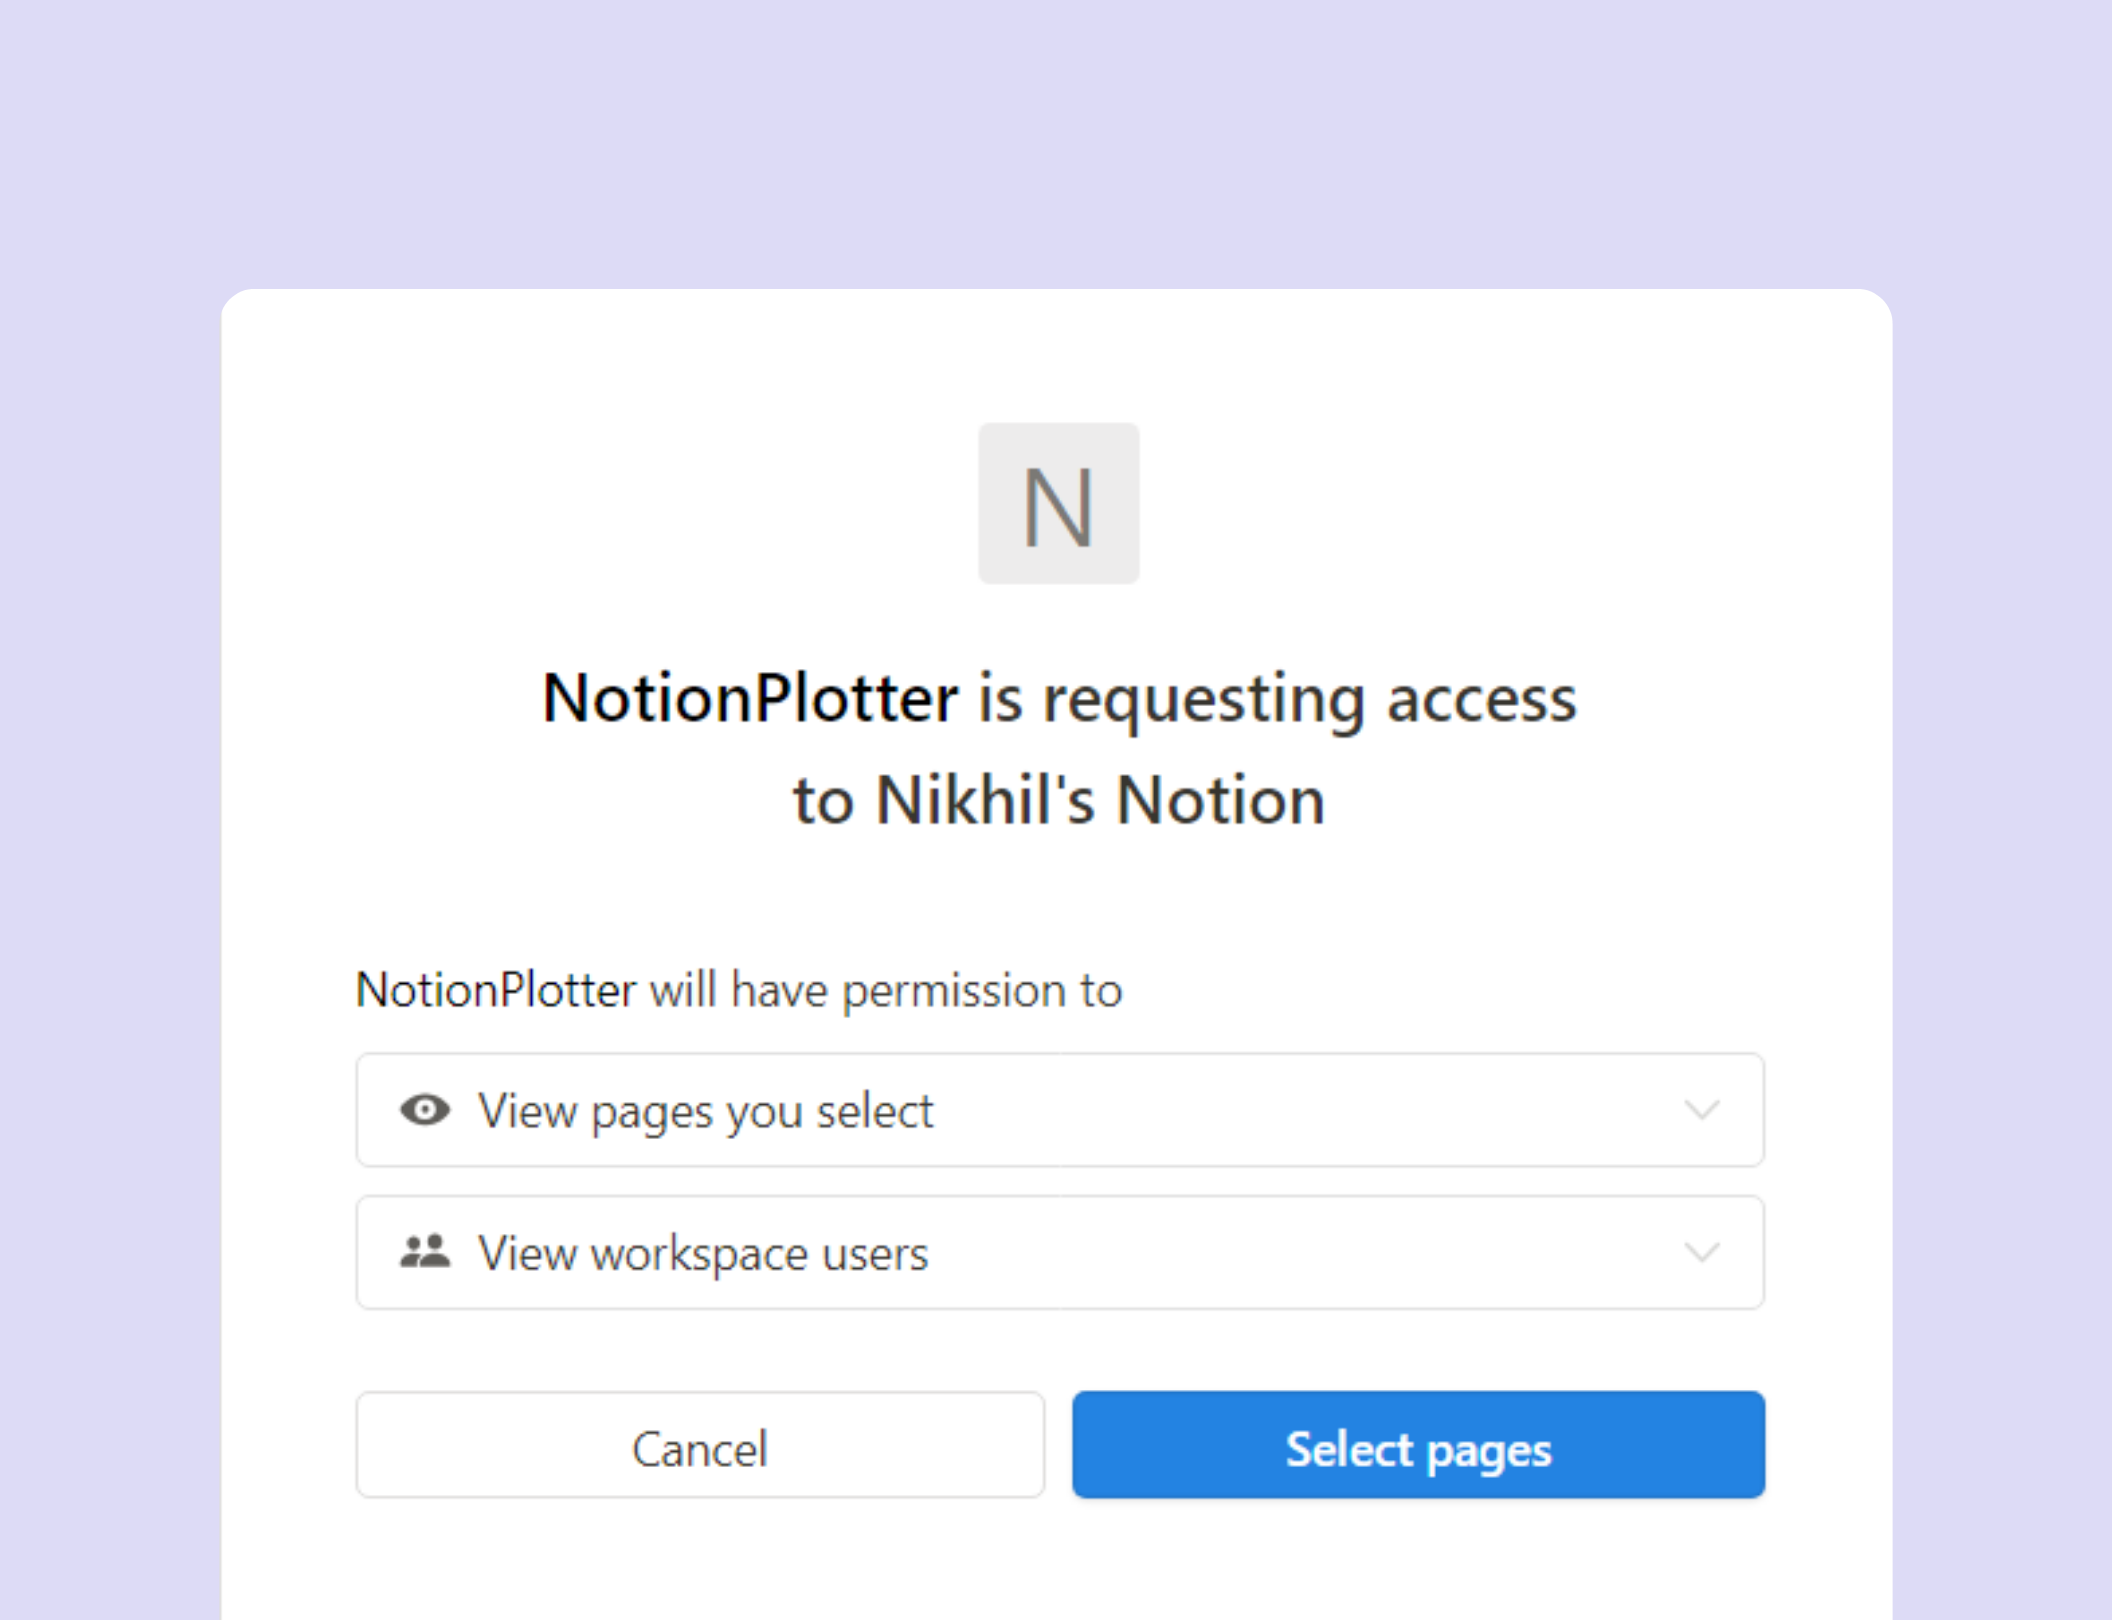 N
NotionPlotter is requesting access
to Nikhil's Notion
NotionPlotter will have permission to
View pages you select
View workspace users
Cancel
Select pages